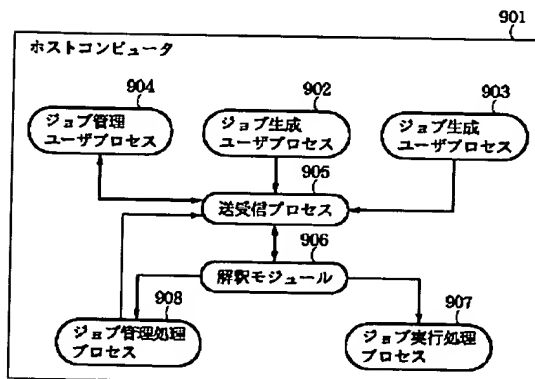 901
ホストコンピュータ
904
902
903
ジョブ管理
ユーザプロセス
ジョブ生成
ユーザプロセス
ジョブ生成
ユーザプロセス
905
送受信プロセス
906
解釈モジュール
908
907
ジョブ管理処理
プロセス
ジョブ実行処理
プロセス